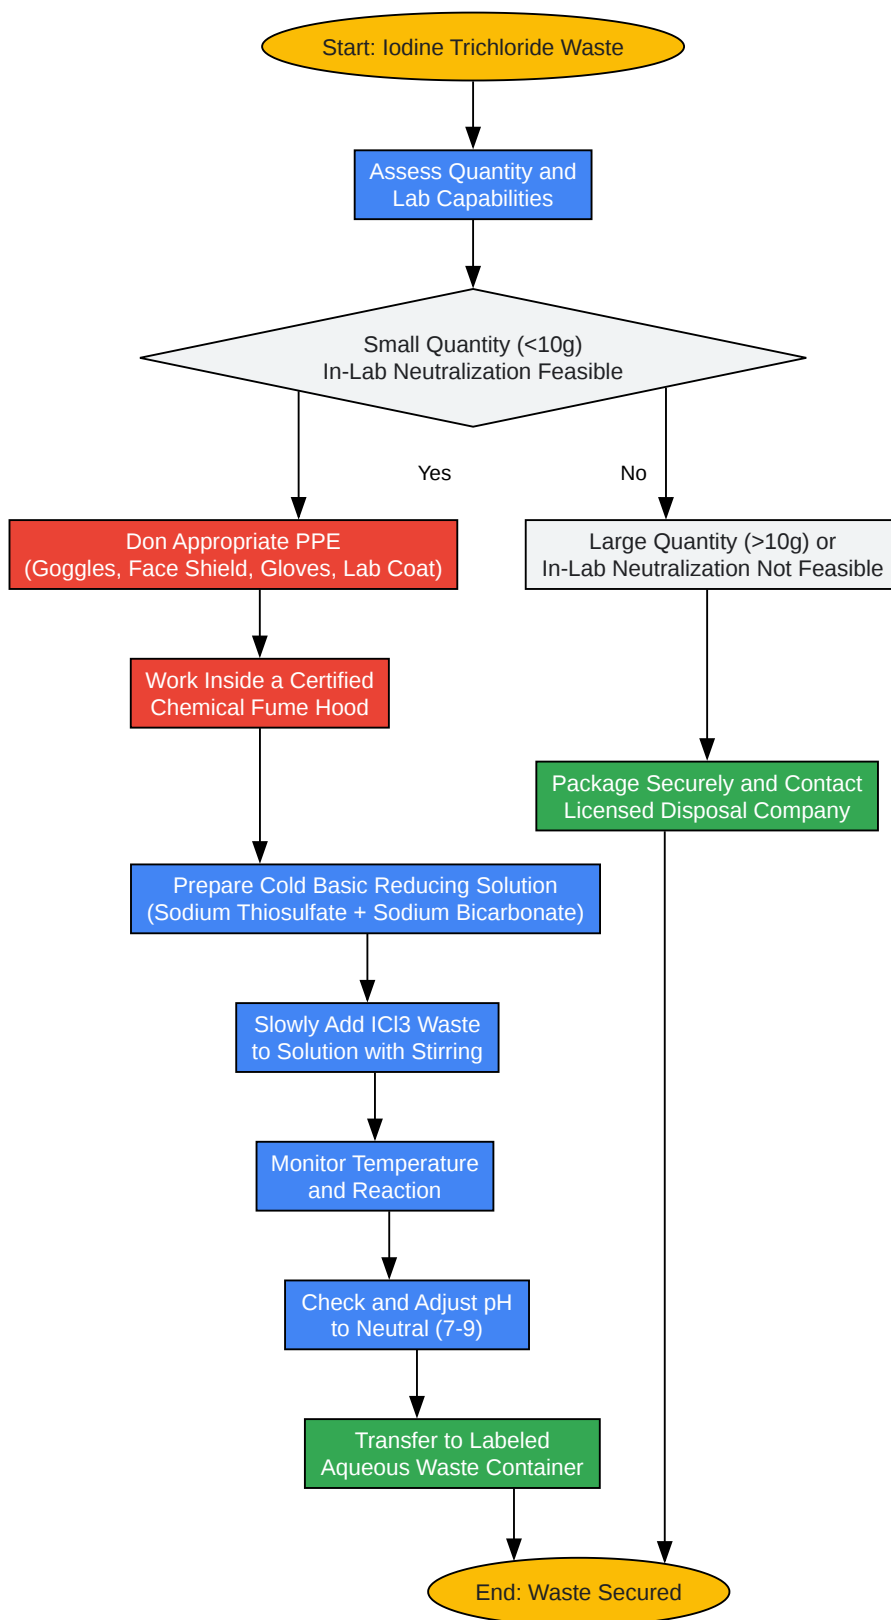 Start: Iodine Trichloride Waste
Assess Quantity and
Lab Capabilities
Small Quantity (<10g)
In-Lab Neutralization Feasible
Yes
No
Don Appropriate PPE
(Goggles, Face Shield, Gloves, Lab Coat)
Large Quantity (>10g) or
In-Lab Neutralization Not Feasible
Work Inside a Certified
Chemical Fume Hood
Package Securely and Contact
Licensed Disposal Company
Prepare Cold Basic Reducing Solution
(Sodium Thiosulfate + Sodium Bicarbonate)
Slowly Add ICl3 Waste
to Solution with Stirring
Monitor Temperature
and Reaction
Check and Adjust pH
to Neutral (7-9)
Transfer to Labeled
Aqueous Waste Container
End: Waste Secured